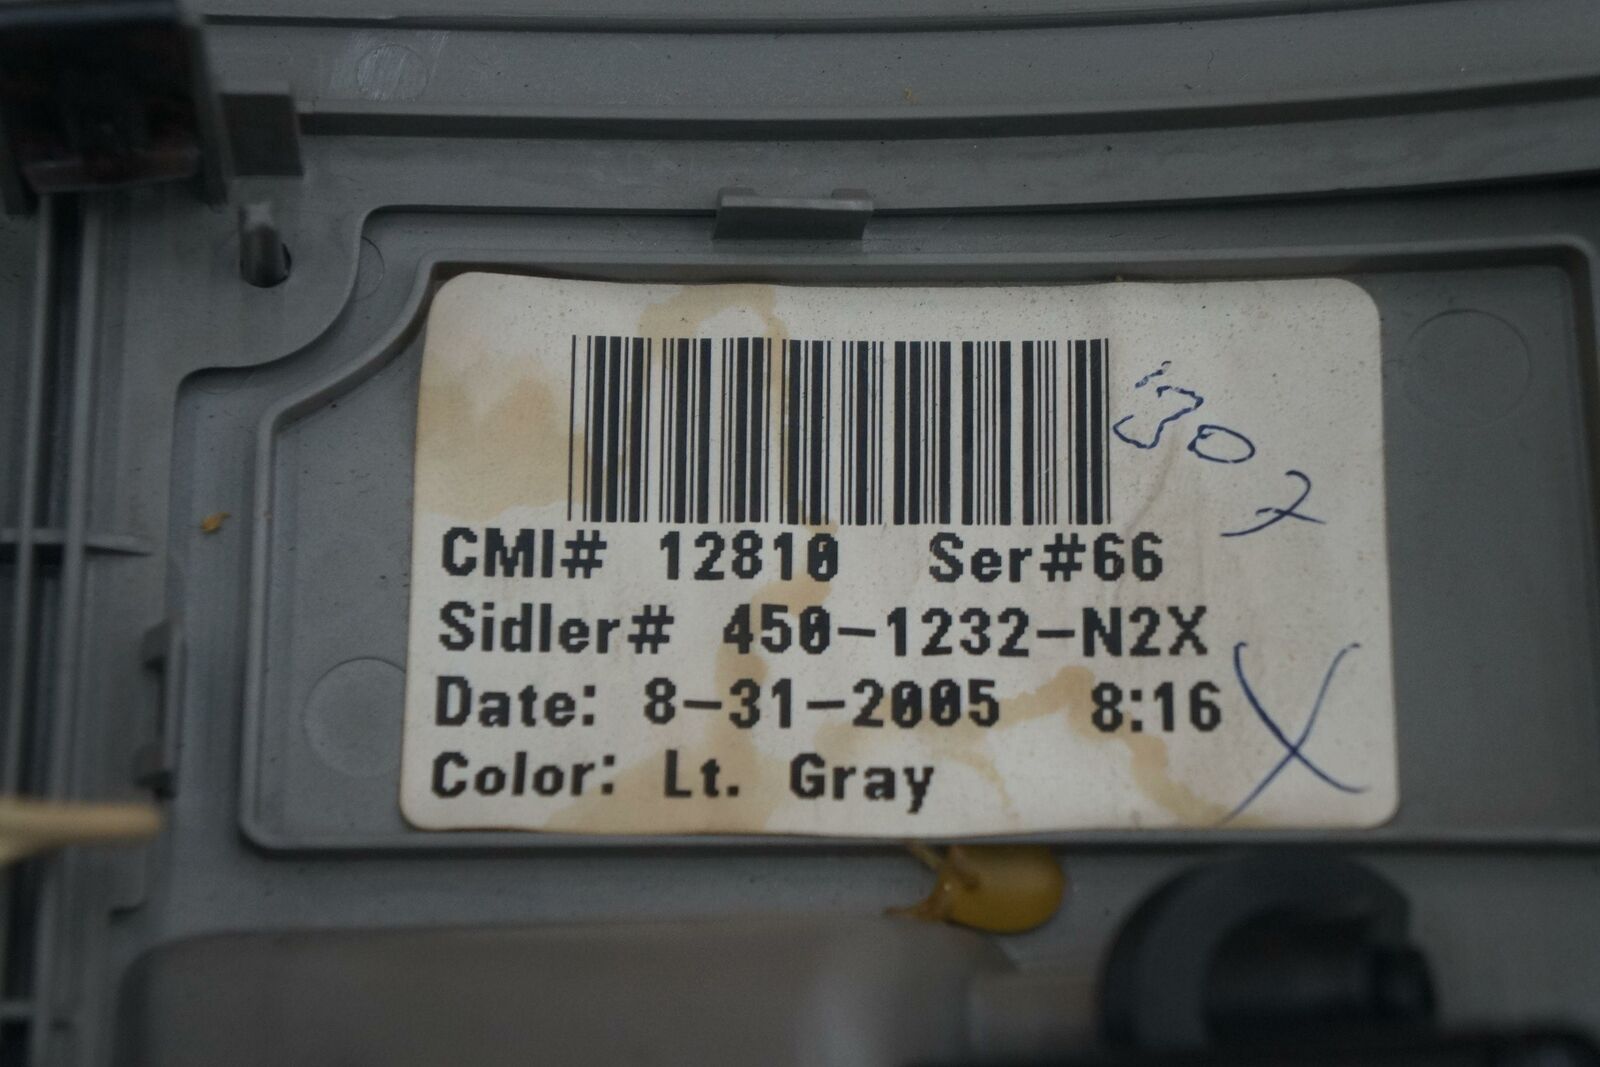 CMI# 12810 Ser#66
Sidler# 450-1232-N2X
Date: 8-31-2005 8:16
Color: Lt. Gray
X